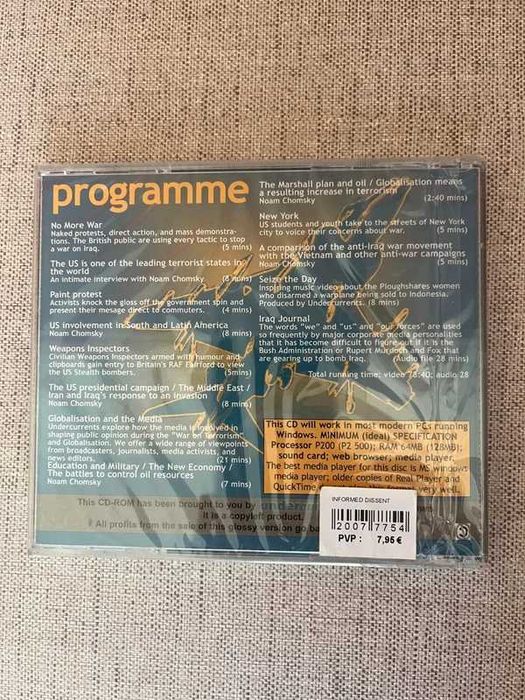 programme
No More War
Naked protests, direct action, and mass demonstra-
tions. The British public are using every tactic to stop
a war on Iraq. (5 mins)
The US is one of the leading terrorist states in
the world
An intimate interview with Noam Chomsky (8 mins)
Paint protest
Activists knock the gloss off the government spin and
present their mesage direct to commuters. (4 mins)
US involvement in South and Latin America
Noam Chomsky (8 mins)
Weapons Inspectors
Civilian Weapons Inspectors armed with humour and
clipboards gain entry to Britain's RAF Fairford to view
the US Stealth bombers. (5mins)
The US presidential campaign / The Middle East /
Iran and Iraq's response to an invasion
Noam Chomsky (8 mins)
Globalisation and the Media
Undercurrents explore how the media is involved in
shaping public opinion during the "War on Terrorism"
and Globalisation. We offer a wide range of viewpoints
from broadcasters, journalists, media activists, and
news editors. (21 mins)
Education and Military / The New Economy /
The battles to control oil resources
Noam Chomsky (7 mins)
The Marshall plan and oil / Globalisation means
a resulting increase in terrorism
Noam Chomsky (2:40 mins)
New York
US students and youth take to the streets of New York
city to voice their concerns about war. (5 mins)
A comparison of the anti-Iraq war movement
with the Vietnam and other anti-war campaigns
Noam Chomsky (5 mins)
Seize the Day
Inspiring music video about the Ploughshares women
who disarmed a warplane being sold to Indonesia.
Produced by Undercurrents (8 mins)
Iraq Journal
The words "we" and "us" and "our forces" are used
so frequently by major corporate media personalities
that it has become difficult to figure out if it is the
Bush Administration or Rupert Murdoch and Fox that
are gearing up to bomb Iraq. (Audio file 28 mins)
Total running time; video 78:40; audio 28
This CD will work in most modern PCs running
Windows. MINIMUM (ideal) SPECIFICATION
Processor P200 (P2 500); RAM 64MB (128MB);
sound card; web browser; media player.
The best media player for this disc is MS windows
media player; older copies of Real Player and
QuickTime very well.
This CD-ROM has been brought to you by
it is a copyleft product.
All profits from the sale of this glossy version go
INFORMED DISSENT
20077754
PVP : 7,95 €